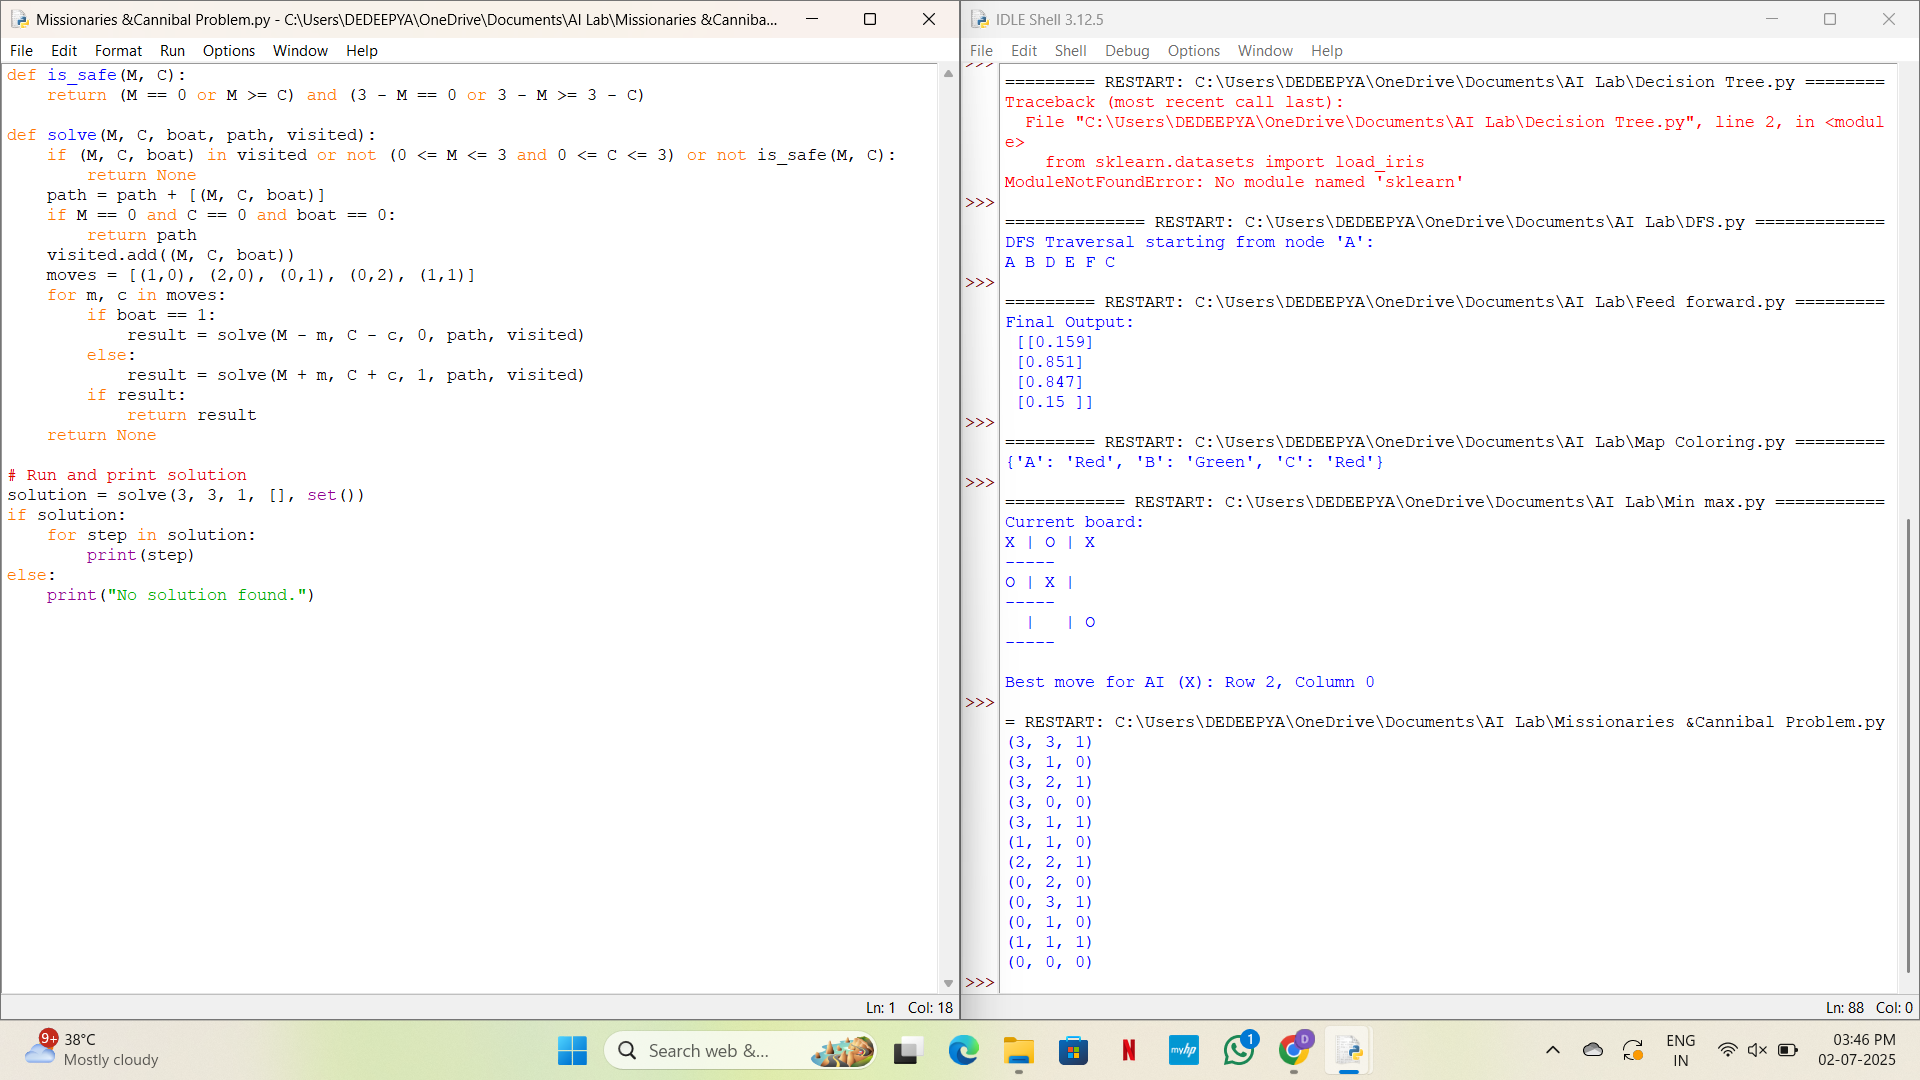 Missionaries &Cannibal Problem.py - C:\Users\DEDEEPYA\OneDrive\Documents\AI Lab\Missionaries &Canniba...
File Edit Format Run Options Window Help
def is_safe(M, C):
    return (M == 0 or M >= C) and (3 - M == 0 or 3 - M >= 3 - C)

def solve(M, C, boat, path, visited):
    if (M, C, boat) in visited or not (0 <= M <= 3 and 0 <= C <= 3) or not is_safe(M, C):
        return None
    path = path + [(M, C, boat)]
    if M == 0 and C == 0 and boat == 0:
        return path
    visited.add((M, C, boat))
    moves = [(1,0), (2,0), (0,1), (0,2), (1,1)]
    for m, c in moves:
        if boat == 1:
            result = solve(M - m, C - c, 0, path, visited)
        else:
            result = solve(M + m, C + c, 1, path, visited)
        if result:
            return result
    return None

# Run and print solution
solution = solve(3, 3, 1, [], set())
if solution:
    for step in solution:
        print(step)
else:
    print("No solution found.")
Ln: 1 Col: 18
IDLE Shell 3.12.5
File Edit Shell Debug Options Window Help
>>>
========= RESTART: C:\Users\DEDEEPYA\OneDrive\Documents\AI Lab\Decision Tree.py ========
Traceback (most recent call last):
  File "C:\Users\DEDEEPYA\OneDrive\Documents\AI Lab\Decision Tree.py", line 2, in <modul
e>
    from sklearn.datasets import load_iris
ModuleNotFoundError: No module named 'sklearn'
>>>
============== RESTART: C:\Users\DEDEEPYA\OneDrive\Documents\AI Lab\DFS.py =============
DFS Traversal starting from node 'A':
A B D E F C
>>>
========= RESTART: C:\Users\DEDEEPYA\OneDrive\Documents\AI Lab\Feed forward.py =========
Final Output:
 [[0.159]
 [0.851]
 [0.847]
 [0.15 ]]
>>>
========= RESTART: C:\Users\DEDEEPYA\OneDrive\Documents\AI Lab\Map Coloring.py =========
{'A': 'Red', 'B': 'Green', 'C': 'Red'}
>>>
============ RESTART: C:\Users\DEDEEPYA\OneDrive\Documents\AI Lab\Min max.py ===========
Current board:
X | O | X
-----
O | X |
-----
  |   | O
-----

Best move for AI (X): Row 2, Column 0
>>>
= RESTART: C:\Users\DEDEEPYA\OneDrive\Documents\AI Lab\Missionaries &Cannibal Problem.py
(3, 3, 1)
(3, 1, 0)
(3, 2, 1)
(3, 0, 0)
(3, 1, 1)
(1, 1, 0)
(2, 2, 1)
(0, 2, 0)
(0, 3, 1)
(0, 1, 0)
(1, 1, 1)
(0, 0, 0)
>>>
Ln: 88 Col: 0
9+
38°C
Mostly cloudy
Search web &...
N
myhp
1
D
ENG
IN
03:46 PM
02-07-2025